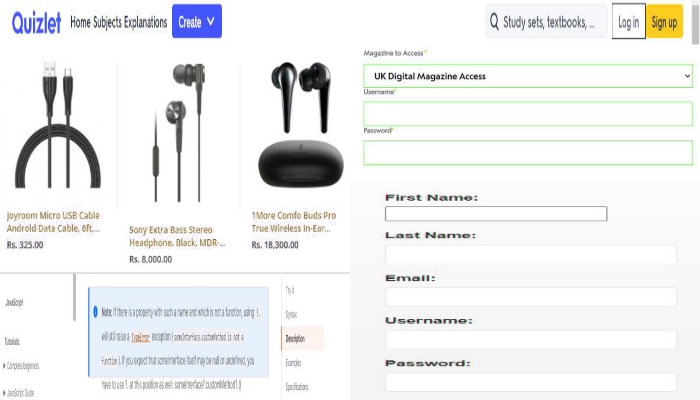 Quizlet Home Subjects Explanations Create Study sets, textbooks, ... Log in Sign up
Magazine to Access*
UK Digital Magazine Access
Username*
Password*
Joyroom Micro USB Cable
Android Data Cable, 6ft,...
Rs. 325.00
Sony Extra Bass Stereo
Headphone, Black, MDR-...
Rs. 8,000.00
1More Comfo Buds Pro
True Wireless In-Ear...
Rs. 18,300.00
First Name:
Last Name:
Email:
Username:
Password:
JavaScript
Tutorials:
Complete beginners
JavaScript Guide
Note: If there is a property with such a name and which is not a function, using ?.
will still raise a TypeError exception (someInterface.customMethod is not a
function). If you expect that someInterface itself may be null or undefined, you
have to use ?. at this position as well: someInterface?.customMethod?.()
Try it
Syntax
Description
Examples
Specifications